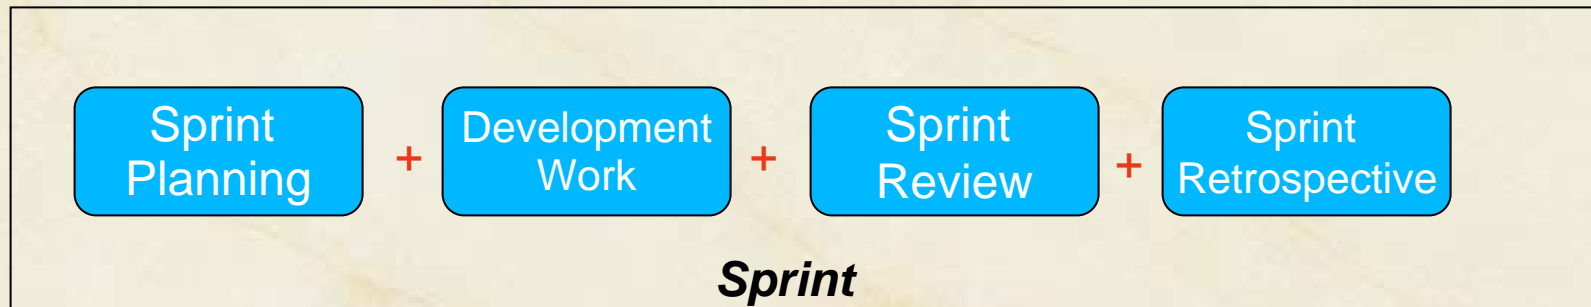 Sprint
Planning
+
Development
Work
+
Sprint
Review
+
Sprint
Retrospective
Sprint